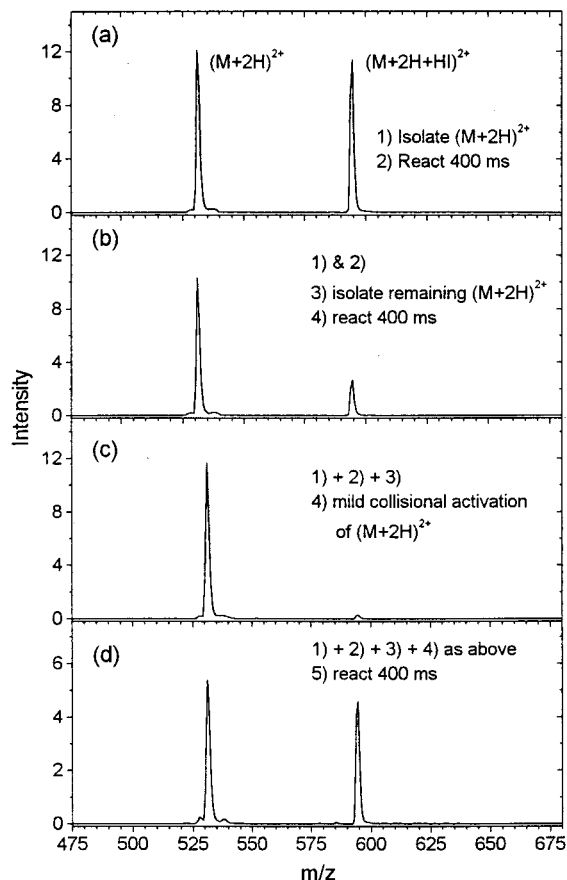 (a)
(M+2H)²⁺ (M+2H+HI)²⁺
1) Isolate (M+2H)²⁺
2) React 400 ms
12
8
4
0
(b)
1) & 2)
3) isolate remaining (M+2H)²⁺
4) react 400 ms
12
8
4
0
Intensity
(c)
1) + 2) + 3)
4) mild collisional activation
of (M+2H)²⁺
12
8
4
0
(d)
1) + 2) + 3) + 4) as above
5) react 400 ms
6
4
2
0
475 500 525 550 575 600 625 650 675
m/z